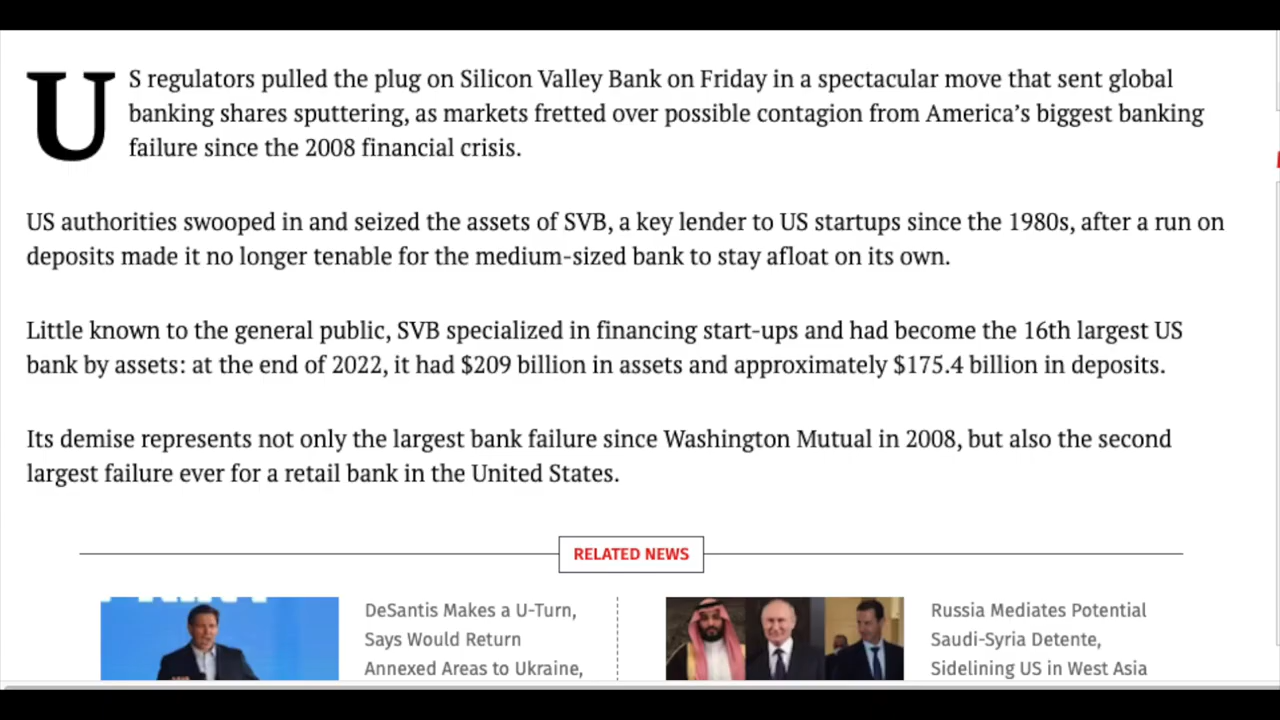 US regulators pulled the plug on Silicon Valley Bank on Friday in a spectacular move that sent global
banking shares sputtering, as markets fretted over possible contagion from America’s biggest banking
failure since the 2008 financial crisis.
US authorities swooped in and seized the assets of SVB, a key lender to US startups since the 1980s, after a run on
deposits made it no longer tenable for the medium-sized bank to stay afloat on its own.
Little known to the general public, SVB specialized in financing start-ups and had become the 16th largest US
bank by assets: at the end of 2022, it had $209 billion in assets and approximately $175.4 billion in deposits.
Its demise represents not only the largest bank failure since Washington Mutual in 2008, but also the second
largest failure ever for a retail bank in the United States.
RELATED NEWS
DeSantis Makes a U-Turn,
Says Would Return
Annexed Areas to Ukraine,
Russia Mediates Potential
Saudi-Syria Detente,
Sidelining US in West Asia